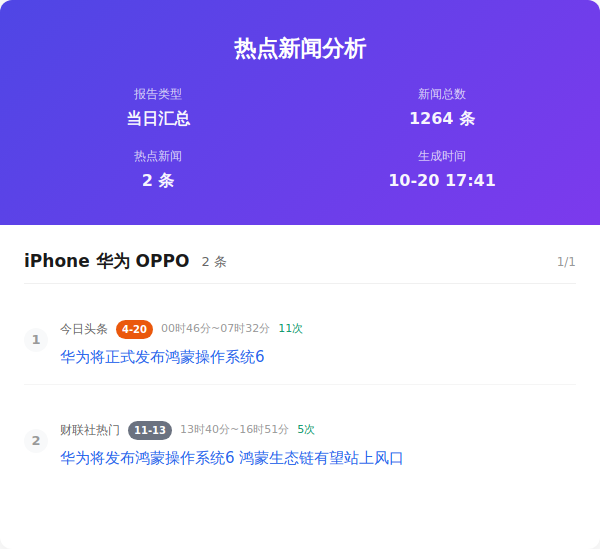 热点新闻分析
报告类型 新闻总数
当日汇总 1264 条
热点新闻 生成时间
2 条 10-20 17:41
iPhone 华为 OPPO 2 条 1/1
1 今日头条 4-20 00时46分~07时32分 11次
华为将正式发布鸿蒙操作系统6
2 财联社热门 11-13 13时40分~16时51分 5次
华为将发布鸿蒙操作系统6 鸿蒙生态链有望站上风口